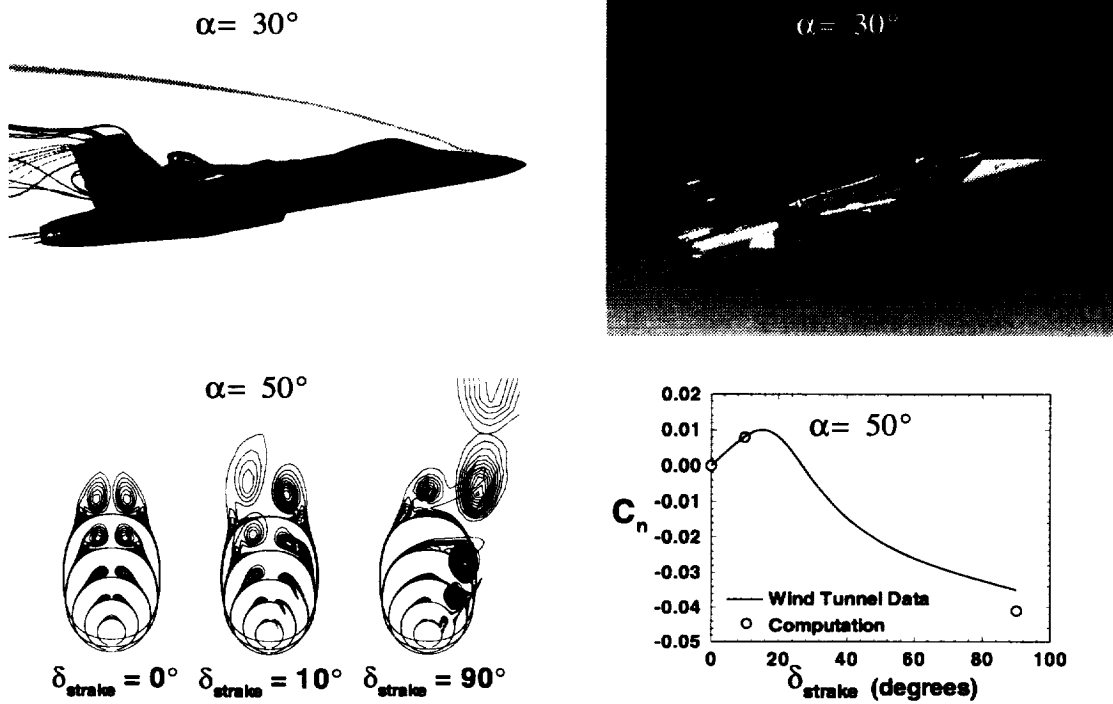 α= 30°
α= 30°
α= 50°
δstrake = 0°
δstrake = 10°
δstrake = 90°
0.02
0.01
0.00
-0.01
-0.02
-0.03
-0.04
-0.05
Cn
α= 50°
Wind Tunnel Data
Computation
0 20 40 60 80 100
δstrake (degrees)